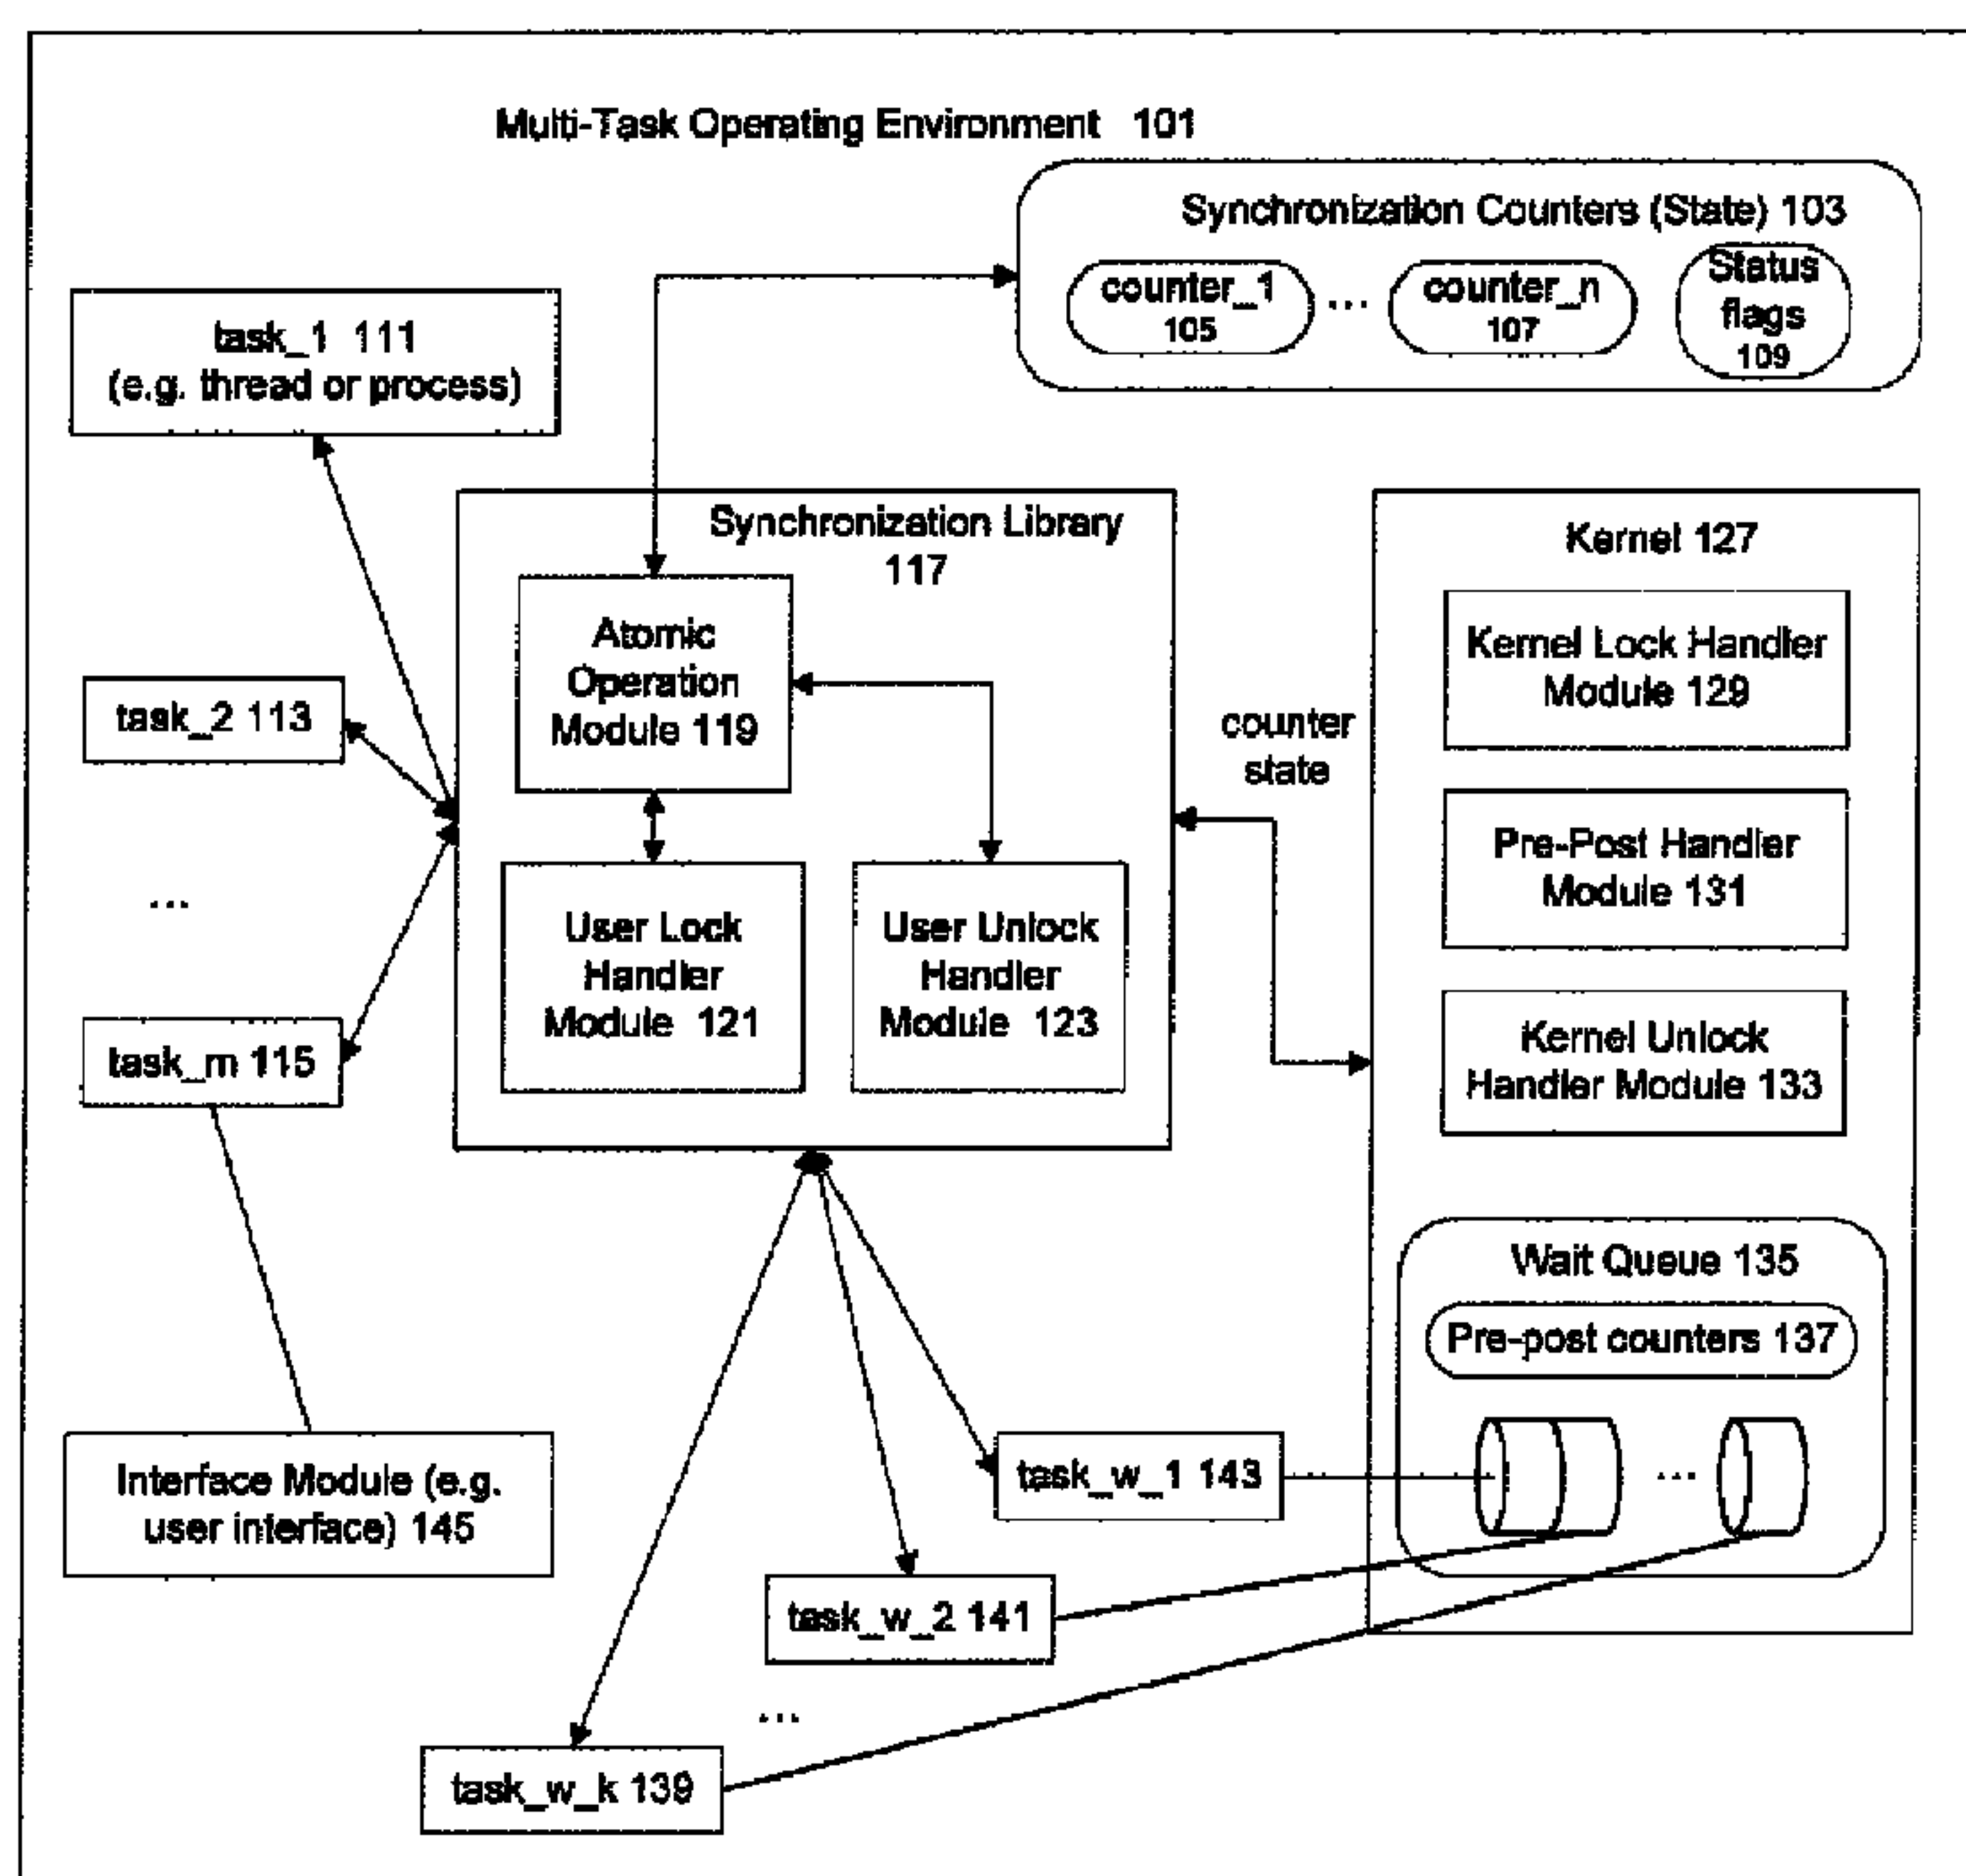 Multi-Task Operating Environment 101
Synchronization Counters (State) 103
counter_1
105
...
counter_n
107
Status
flags
109
task_1 111
(e.g. thread or process)
task_2 113
...
task_m 115
Synchronization Library
117
Atomic
Operation
Module 119
User Lock
Handler
Module 121
User Unlock
Handler
Module 123
counter
state
Kernel 127
Kernel Lock Handler
Module 129
Pre-Post Handler
Module 131
Kernel Unlock
Handler Module 133
Wait Queue 135
Pre-post counters 137
...
Interface Module (e.g.
user interface) 145
task_w_1 143
task_w_2 141
...
task_w_k 139